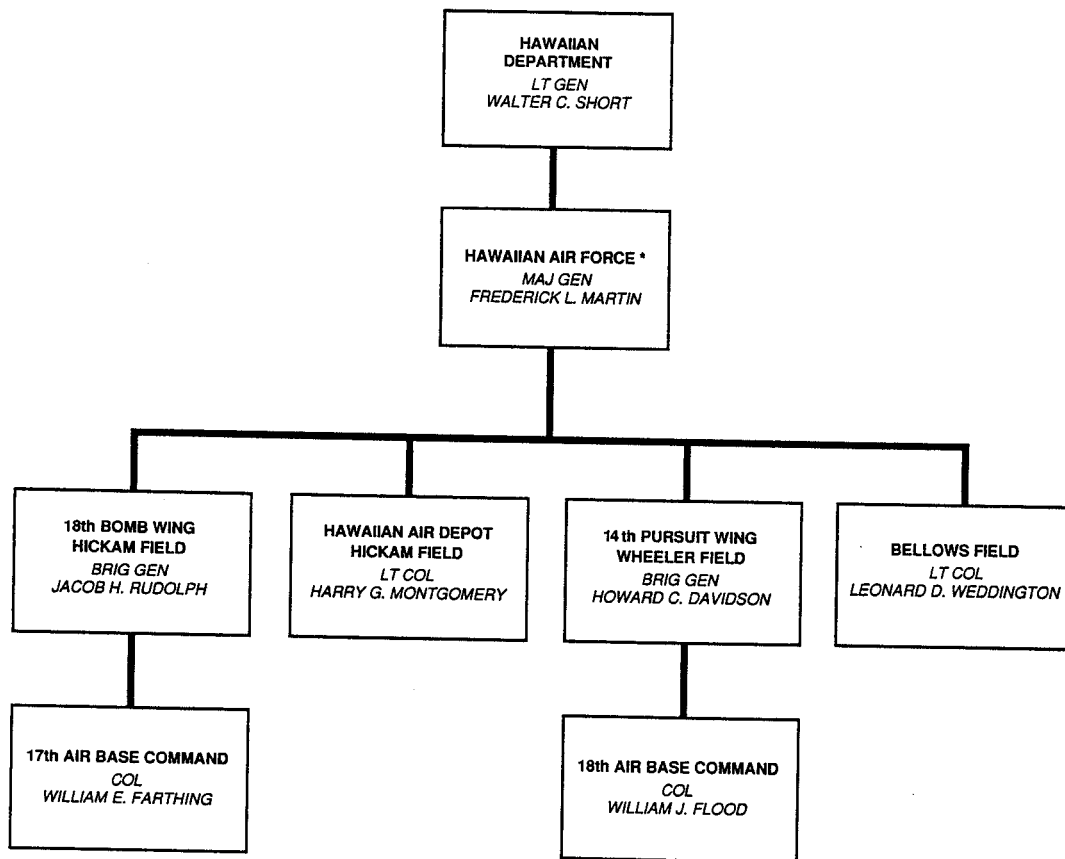 HAWAIIAN
DEPARTMENT
LT GEN
WALTER C. SHORT
HAWAIIAN AIR FORCE *
MAJ GEN
FREDERICK L. MARTIN
18th BOMB WING
HICKAM FIELD
BRIG GEN
JACOB H. RUDOLPH
HAWAIIAN AIR DEPOT
HICKAM FIELD
LT COL
HARRY G. MONTGOMERY
14th PURSUIT WING
WHEELER FIELD
BRIG GEN
HOWARD C. DAVIDSON
BELLOWS FIELD
LT COL
LEONARD D. WEDDINGTON
17th AIR BASE COMMAND
COL
WILLIAM E. FARTHING
18th AIR BASE COMMAND
COL
WILLIAM J. FLOOD